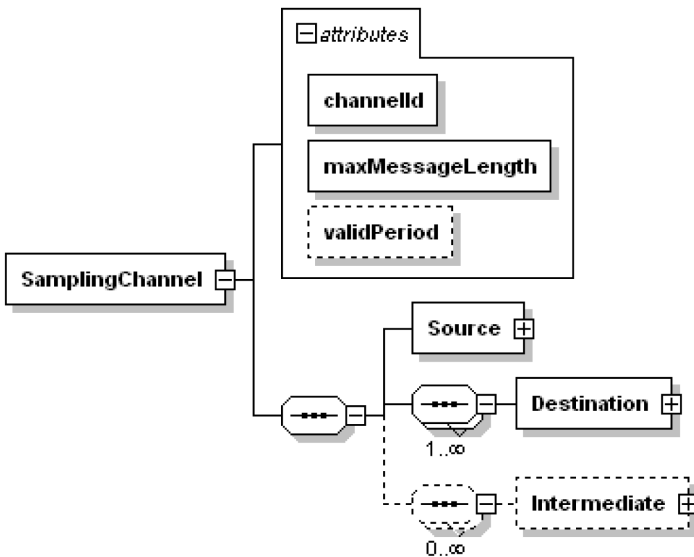 attributes
channelId
maxMessageLength
validPeriod
SamplingChannel
Source
Destination
1..∞
Intermediate
0..∞